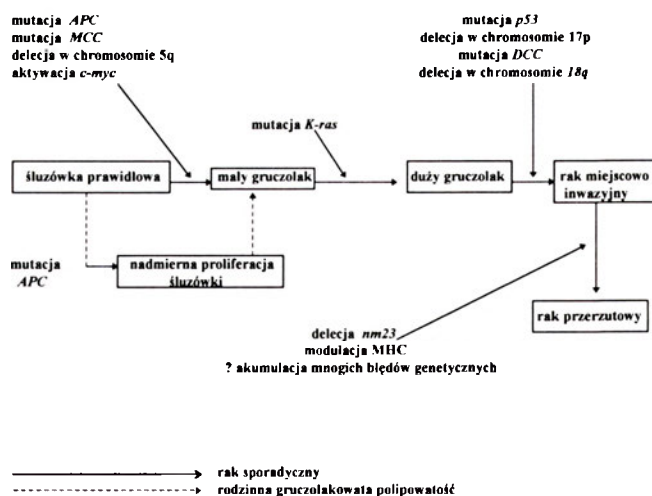 mutacja APC
mutacja MCC
delecja w chromosomie 5q
aktywacja c-myc
mutacja p53
delecja w chromosomie 17p
mutacja DCC
delecja w chromosomie 18q
mutacja K-ras
śluzówka prawidłowa
mały gruczolak
duży gruczolak
rak miejscowo
inwazyjny
mutacja
APC
nadmierna proliferacja
śluzówki
rak przerzutowy
delecja nm23
modulacja MHC
? akumulacja mnogich błędów genetycznych
rak sporadyczny
rodzinna gruczolakowata polipowatość